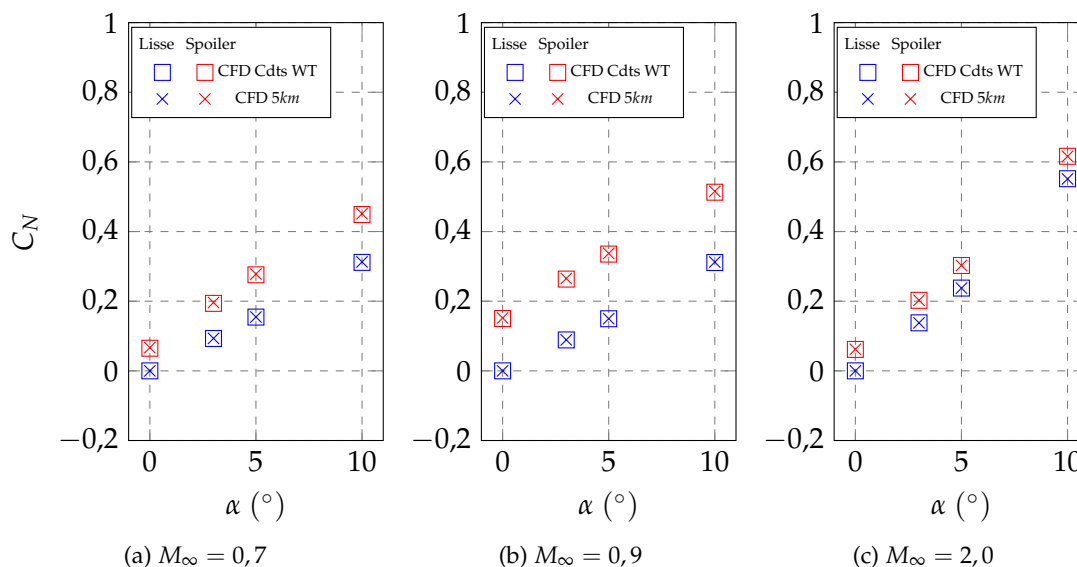 C_N
1
0,8
0,6
0,4
0,2
0
−0,2
Lisse Spoiler
CFD Cdts WT
CFD 5km
0 5 10
α (°)
(a) M∞ = 0,7
1
0,8
0,6
0,4
0,2
0
−0,2
Lisse Spoiler
CFD Cdts WT
CFD 5km
0 5 10
α (°)
(b) M∞ = 0,9
1
0,8
0,6
0,4
0,2
0
−0,2
Lisse Spoiler
CFD Cdts WT
CFD 5km
0 5 10
α (°)
(c) M∞ = 2,0